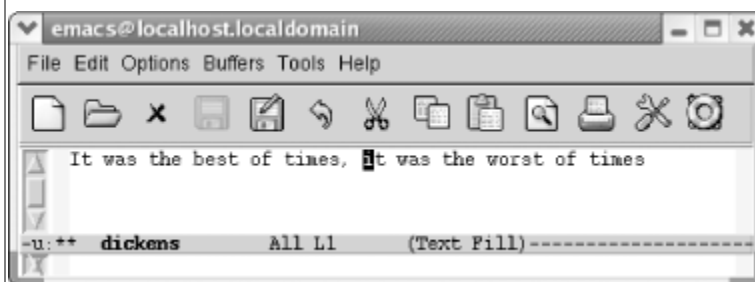 emacs@localhost.localdomain
File Edit Options Buffers Tools Help
It was the best of times, it was the worst of times
-u:** dickens All L1 (Text Fill)---------------------